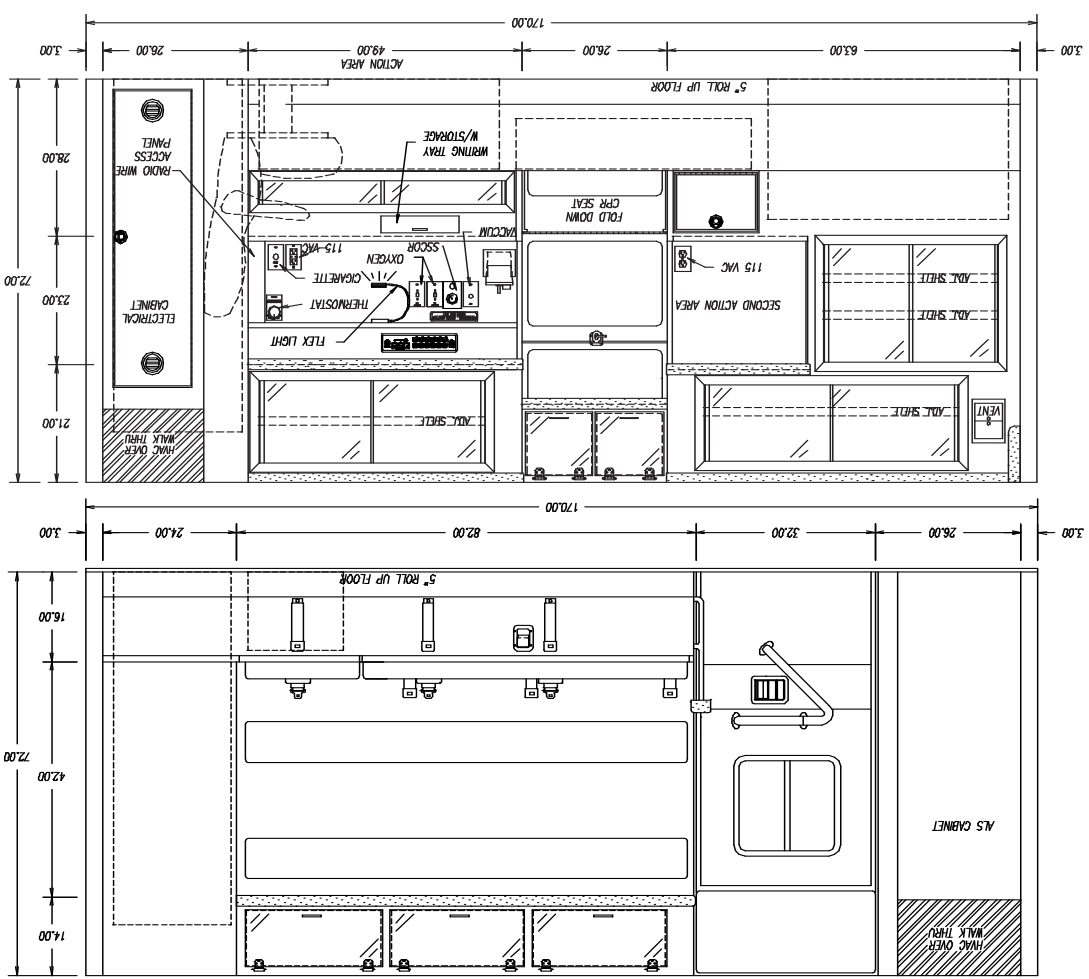 HVAC OVER
WALK THRU
14.00
ALS CABINET
42.00
72.00
16.00
5" ROLL UP FLOOR
3.00
26.00
32.00
82.00
24.00
3.00
170.00
HVAC OVER
WALK THRU
VENT
ADJ. SHELF
ADJ. SHELF
21.00
FLEX LIGHT
ADJ. SHELF
ADJ. SHELF
SECOND ACTION AREA
THERMOSTAT
ELECTRICAL
CABINET
23.00
115 VAC
CIGARETTE
OXYGEN
SSCOR
115 VAC
VACCUM
72.00
FOLD DOWN
CPR SEAT
RADIO WIRE
ACCESS
PANEL
28.00
WRITING TRAY
W/STORAGE
5" ROLL UP FLOOR
ACTION AREA
3.00
63.00
26.00
49.00
26.00
3.00
170.00